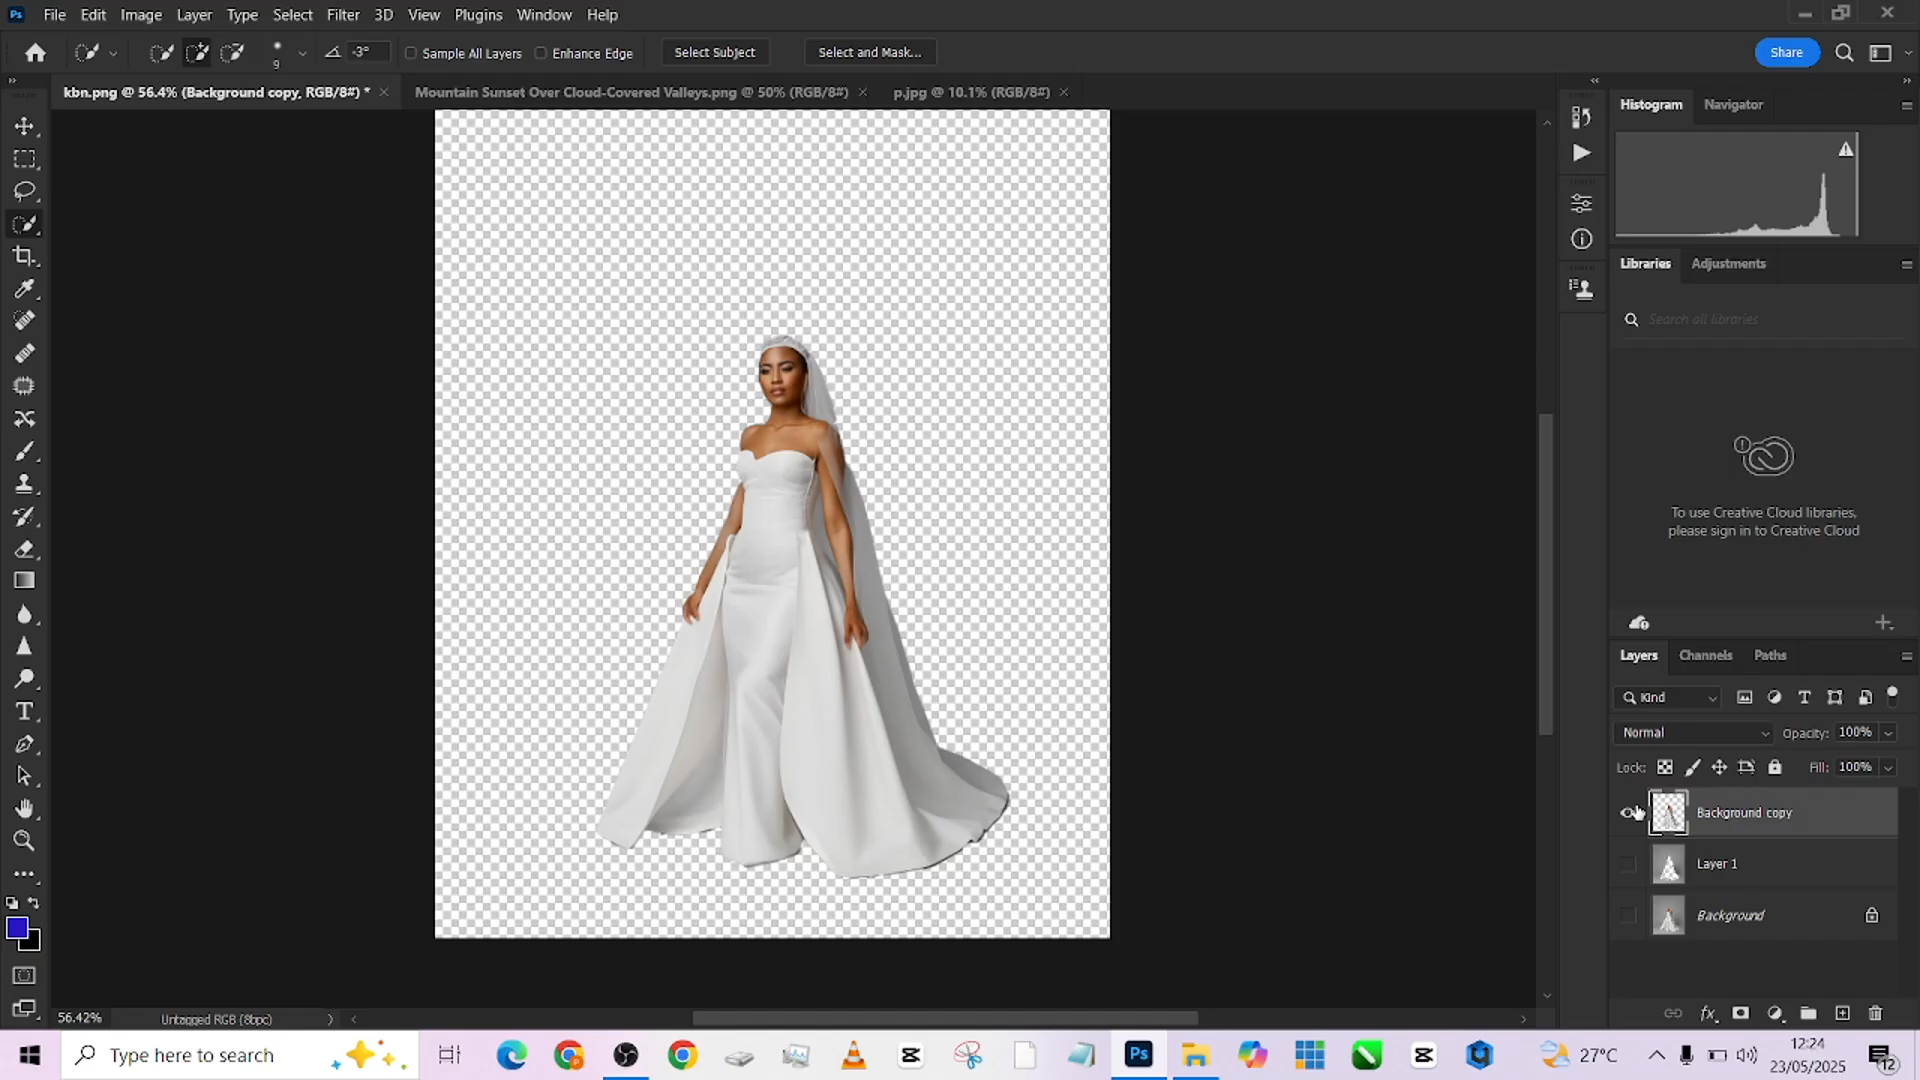 Ps File Edit Image Layer Type Select Filter 3D View Plugins Window Help
9 -3° Sample All Layers Enhance Edge Select Subject Select and Mask... Share
kbn.png @ 56.4% (Background copy, RGB/8#) * Mountain Sunset Over Cloud-Covered Valleys.png @ 50% (RGB/8#) p.jpg @ 10.1% (RGB/8#)
Histogram Navigator
Libraries Adjustments
Search all libraries
To use Creative Cloud libraries,
please sign in to Creative Cloud
Layers Channels Paths
Kind
Normal Opacity: 100%
Lock: Fill: 100%
Background copy
Layer 1
Background
56.42% Untagged RGB (8bpc)
Type here to search Ps 27°C 12:24
23/05/2025 12